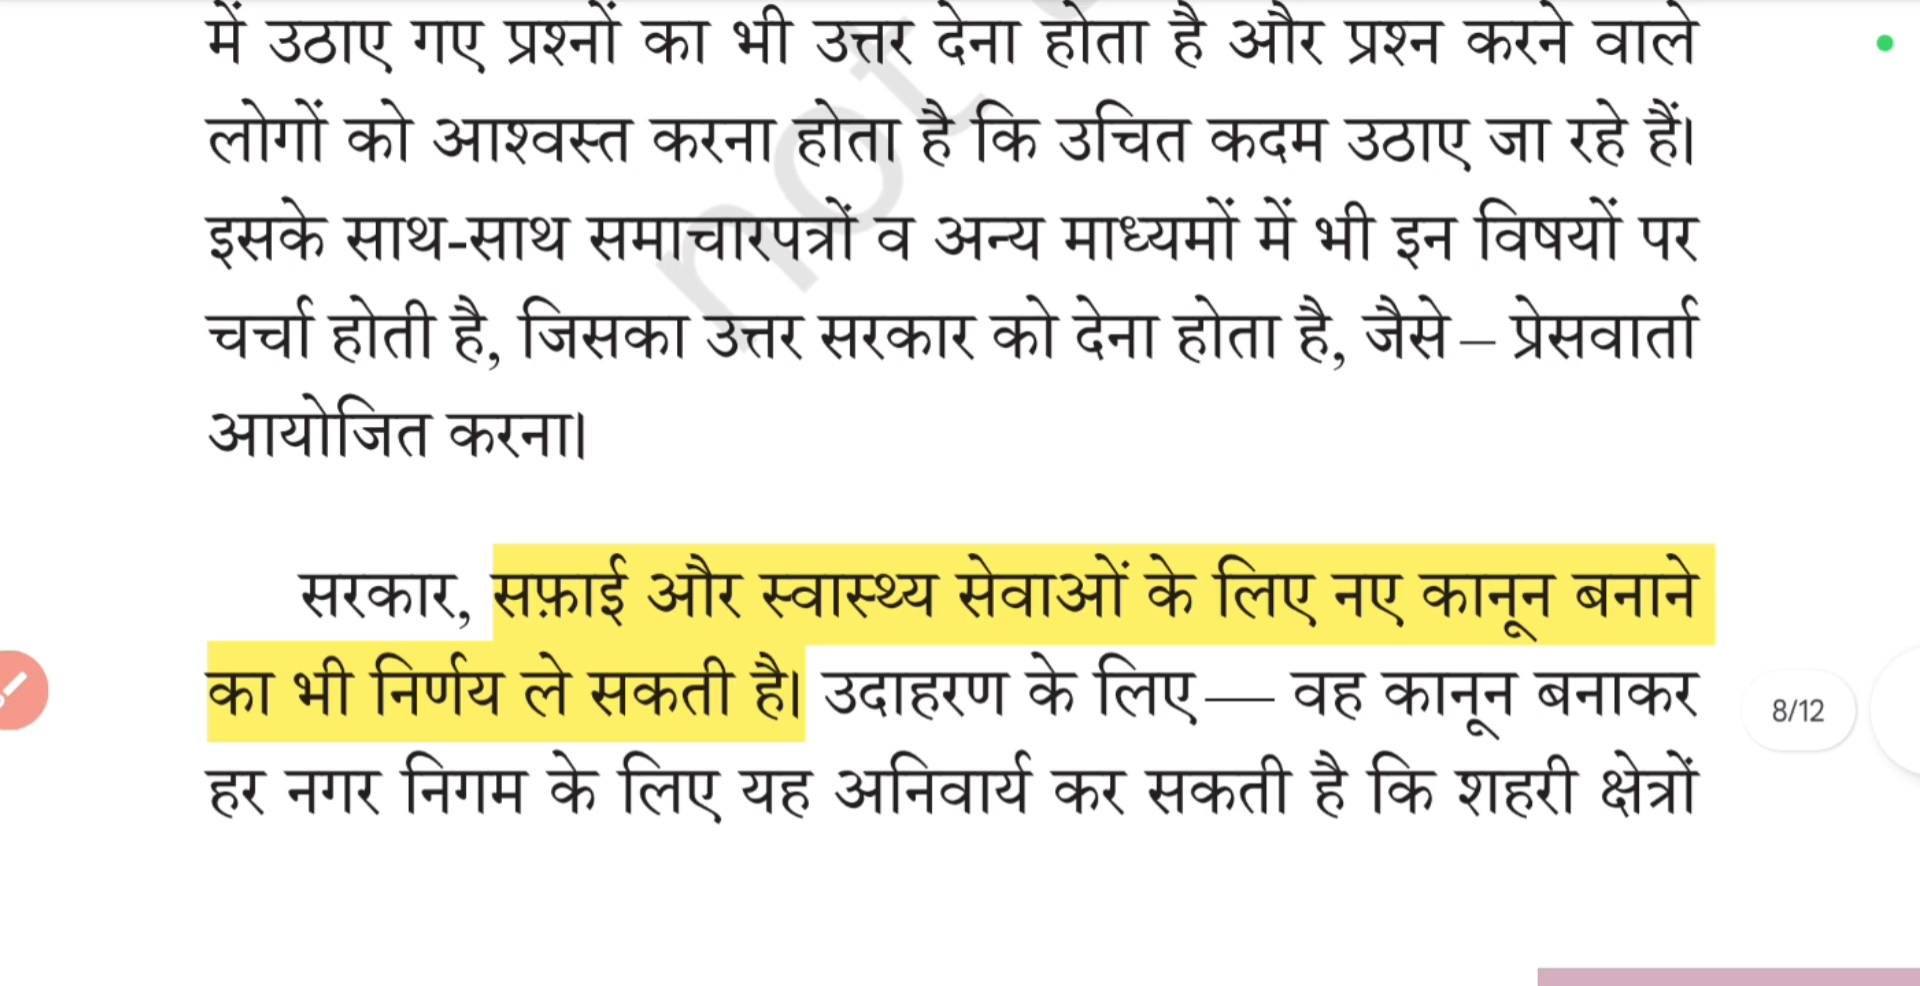 में उठाए गए प्रश्नों का भी उत्तर देना होता है और प्रश्न करने वाले
लोगों को आश्वस्त करना होता है कि उचित कदम उठाए जा रहे हैं।
इसके साथ-साथ समाचारपत्रों व अन्य माध्यमों में भी इन विषयों पर
चर्चा होती है, जिसका उत्तर सरकार को देना होता है, जैसे – प्रेसवार्ता
आयोजित करना।
सरकार, सफ़ाई और स्वास्थ्य सेवाओं के लिए नए कानून बनाने
का भी निर्णय ले सकती है। उदाहरण के लिए— वह कानून बनाकर
हर नगर निगम के लिए यह अनिवार्य कर सकती है कि शहरी क्षेत्रों
not
8/12